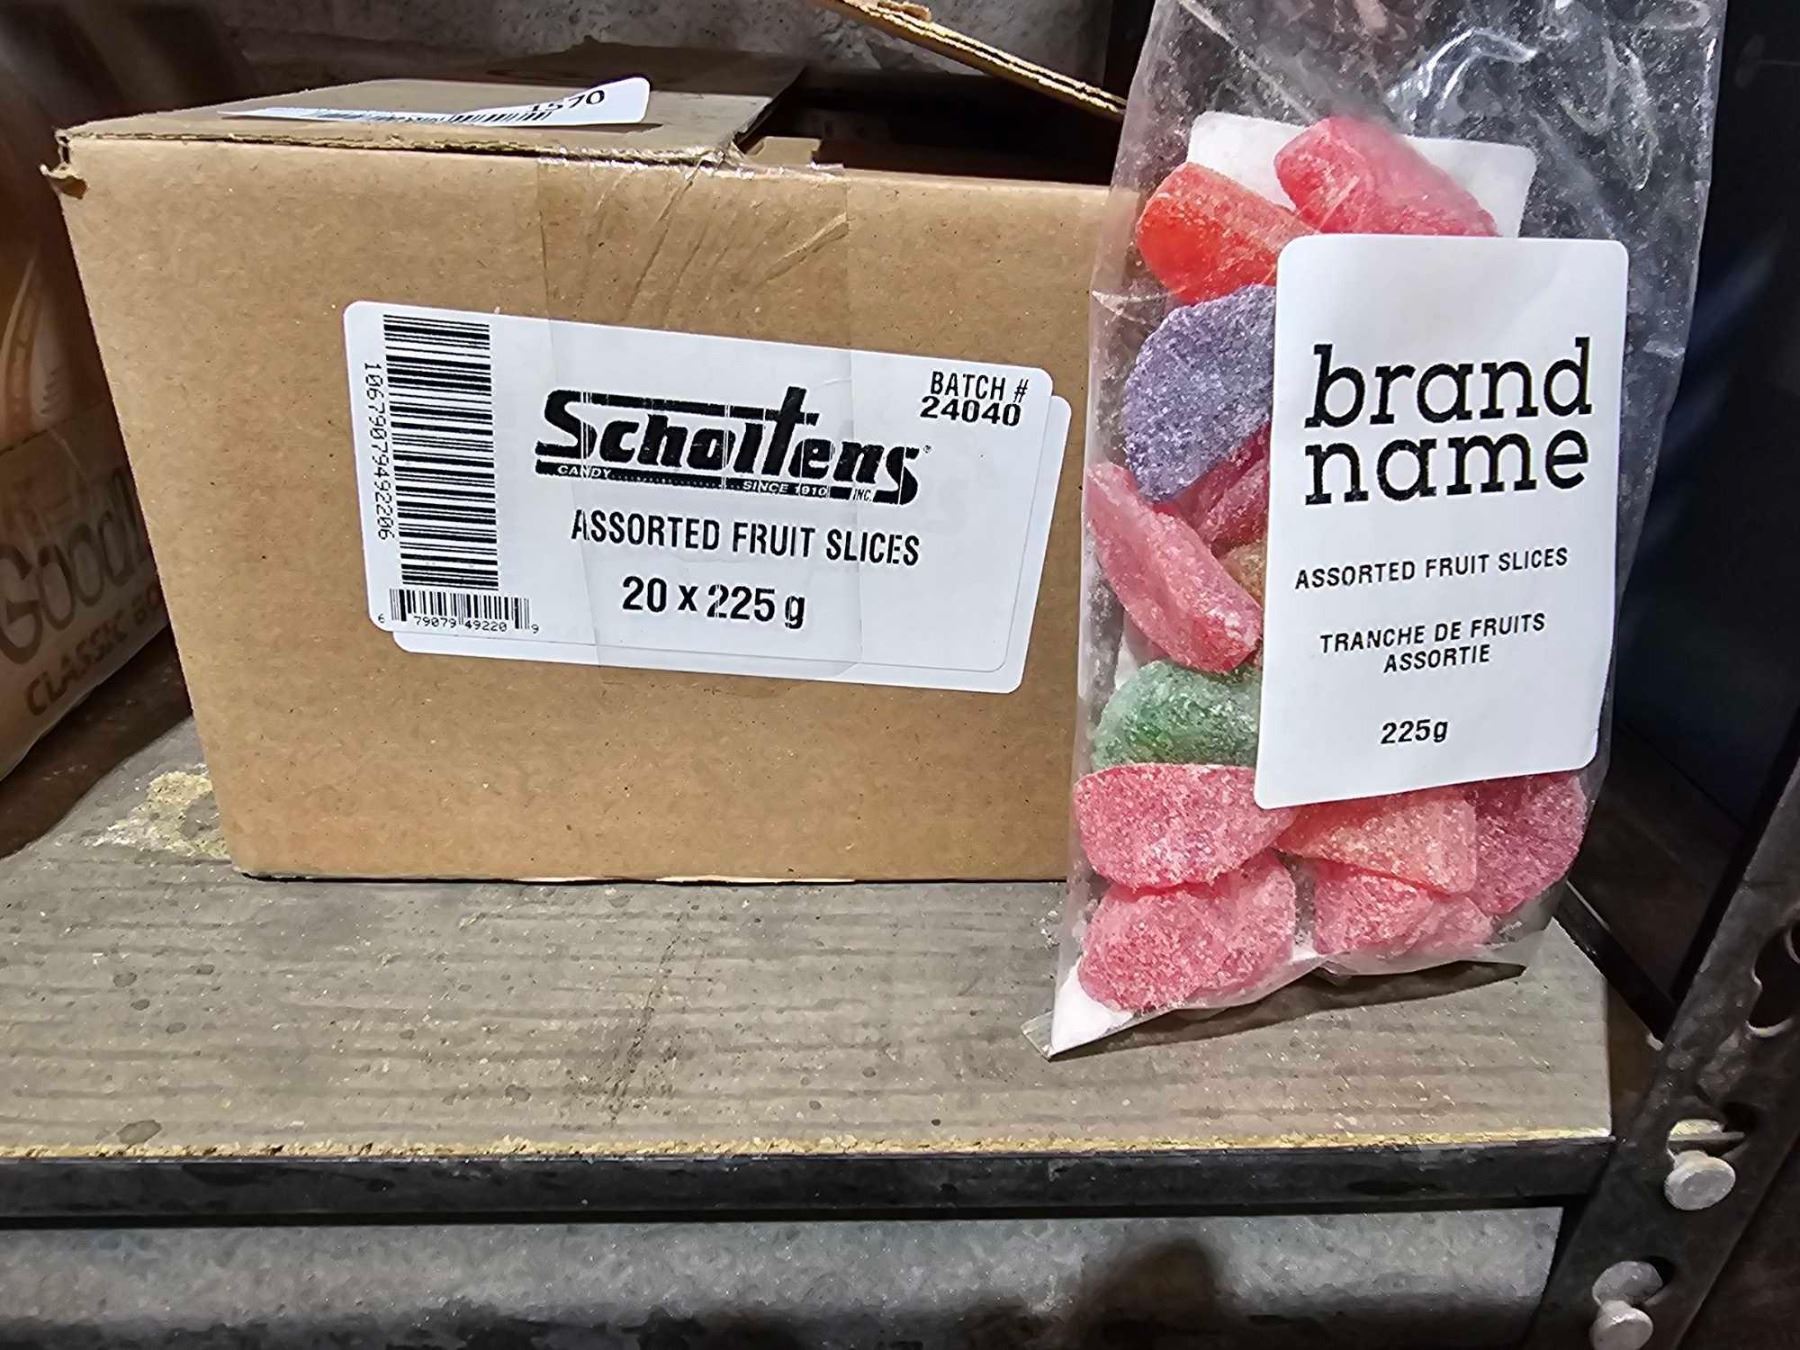 1570
10679079492206
6 79079 49220 9
BATCH #
24040
Scholtens
CANDY SINCE 1910 INC.
ASSORTED FRUIT SLICES
20 x 225 g
brand
name
ASSORTED FRUIT SLICES
TRANCHE DE FRUITS
ASSORTIE
225g
CLASSIC